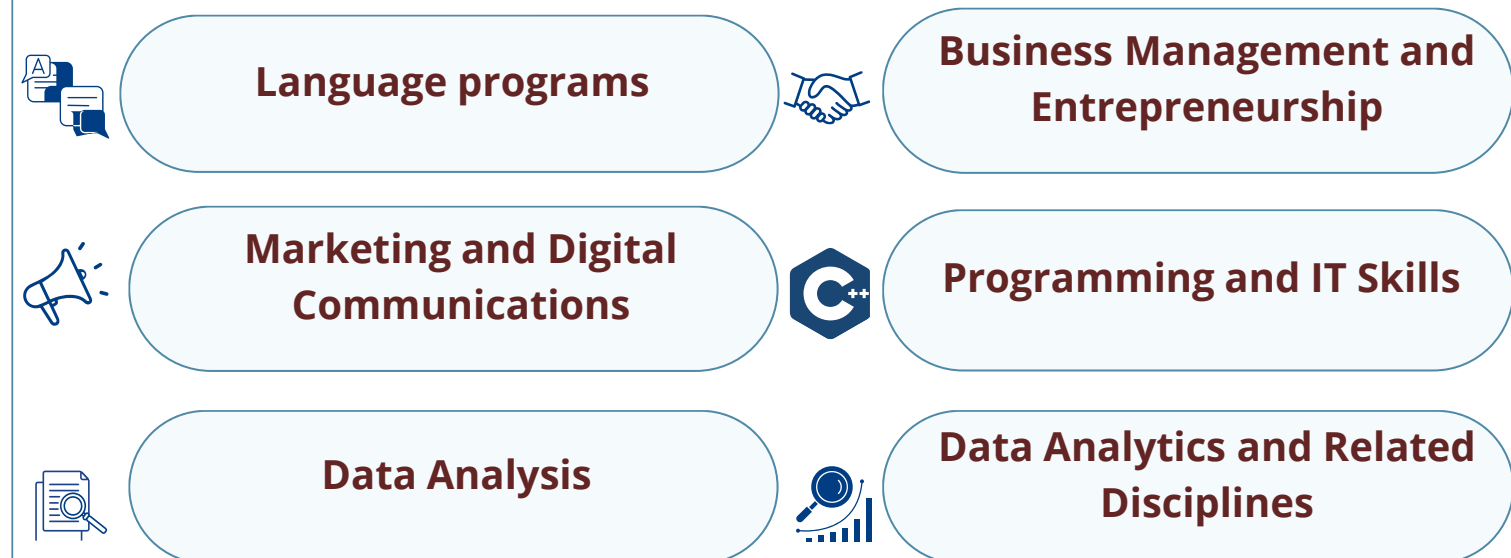 Language programs
Business Management and
Entrepreneurship
Marketing and Digital
Communications
Programming and IT Skills
Data Analysis
Data Analytics and Related
Disciplines
A
C++